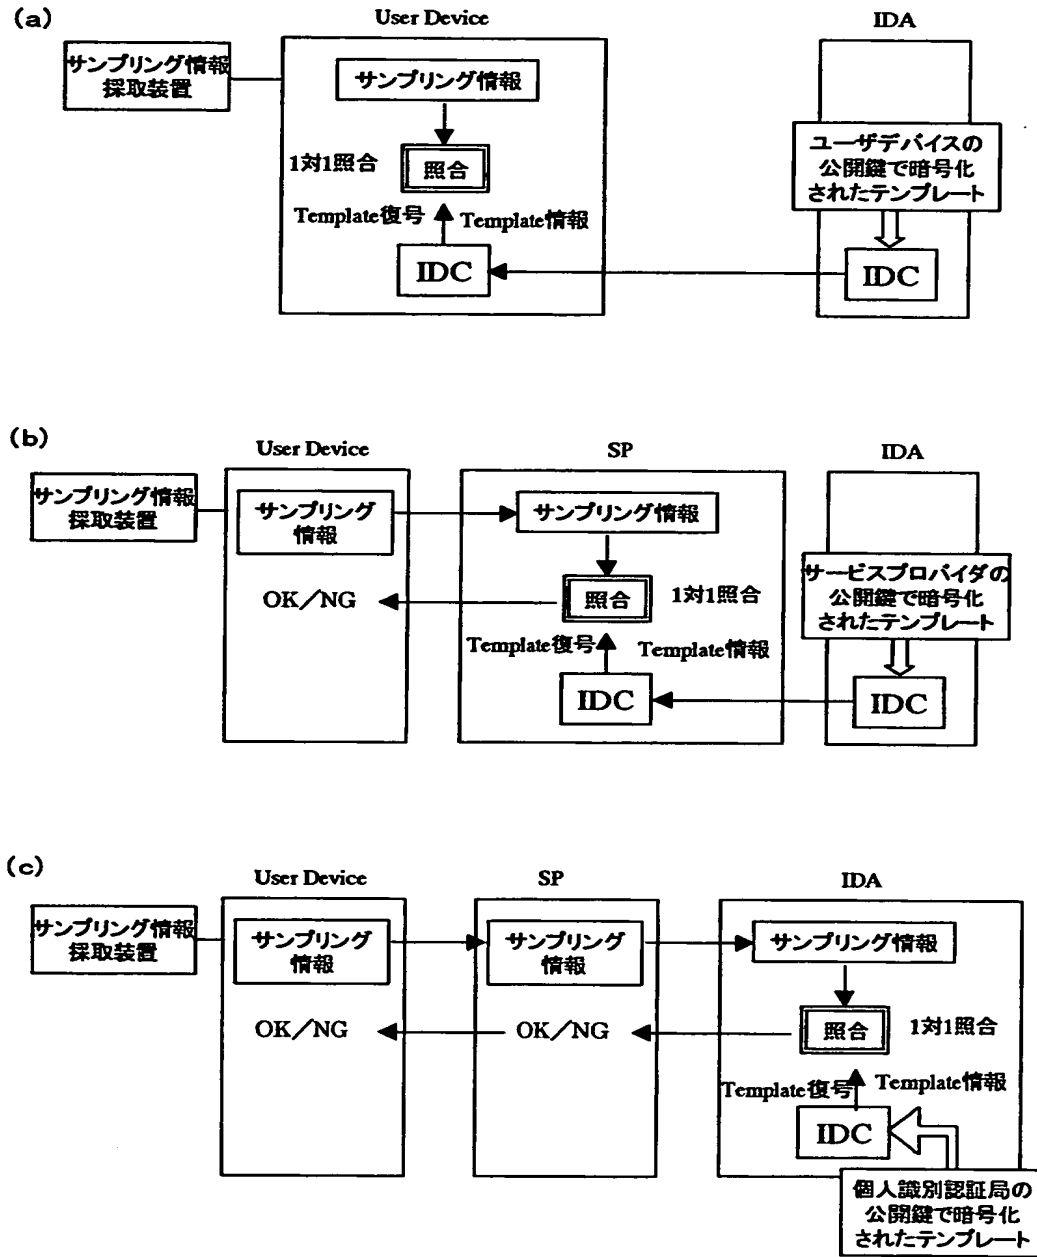 (a)
User Device
IDA
サンプリング情報
採取装置
サンプリング情報
1対1照合
照合
Template復号
Template情報
IDC
ユーザデバイスの
公開鍵で暗号化
されたテンプレート
IDC
(b)
User Device
SP
IDA
サンプリング情報
採取装置
サンプリング
情報
サンプリング情報
OK/NG
照合
1対1照合
Template復号
Template情報
IDC
サービスプロバイダの
公開鍵で暗号化
されたテンプレート
IDC
(c)
User Device
SP
IDA
サンプリング情報
採取装置
サンプリング
情報
サンプリング
情報
サンプリング情報
OK/NG
OK/NG
照合
1対1照合
Template復号
Template情報
IDC
個人識別認証局の
公開鍵で暗号化
されたテンプレート